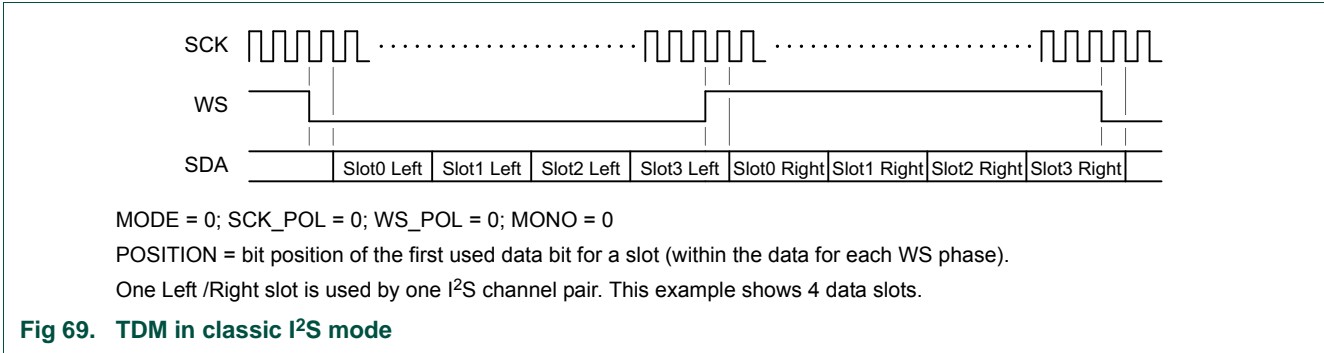 SCK
WS
SDA Slot0 Left Slot1 Left Slot2 Left Slot3 Left Slot0 Right Slot1 Right Slot2 Right Slot3 Right
MODE = 0; SCK_POL = 0; WS_POL = 0; MONO = 0
POSITION = bit position of the first used data bit for a slot (within the data for each WS phase).
One Left /Right slot is used by one I²S channel pair. This example shows 4 data slots.
Fig 69. TDM in classic I²S mode